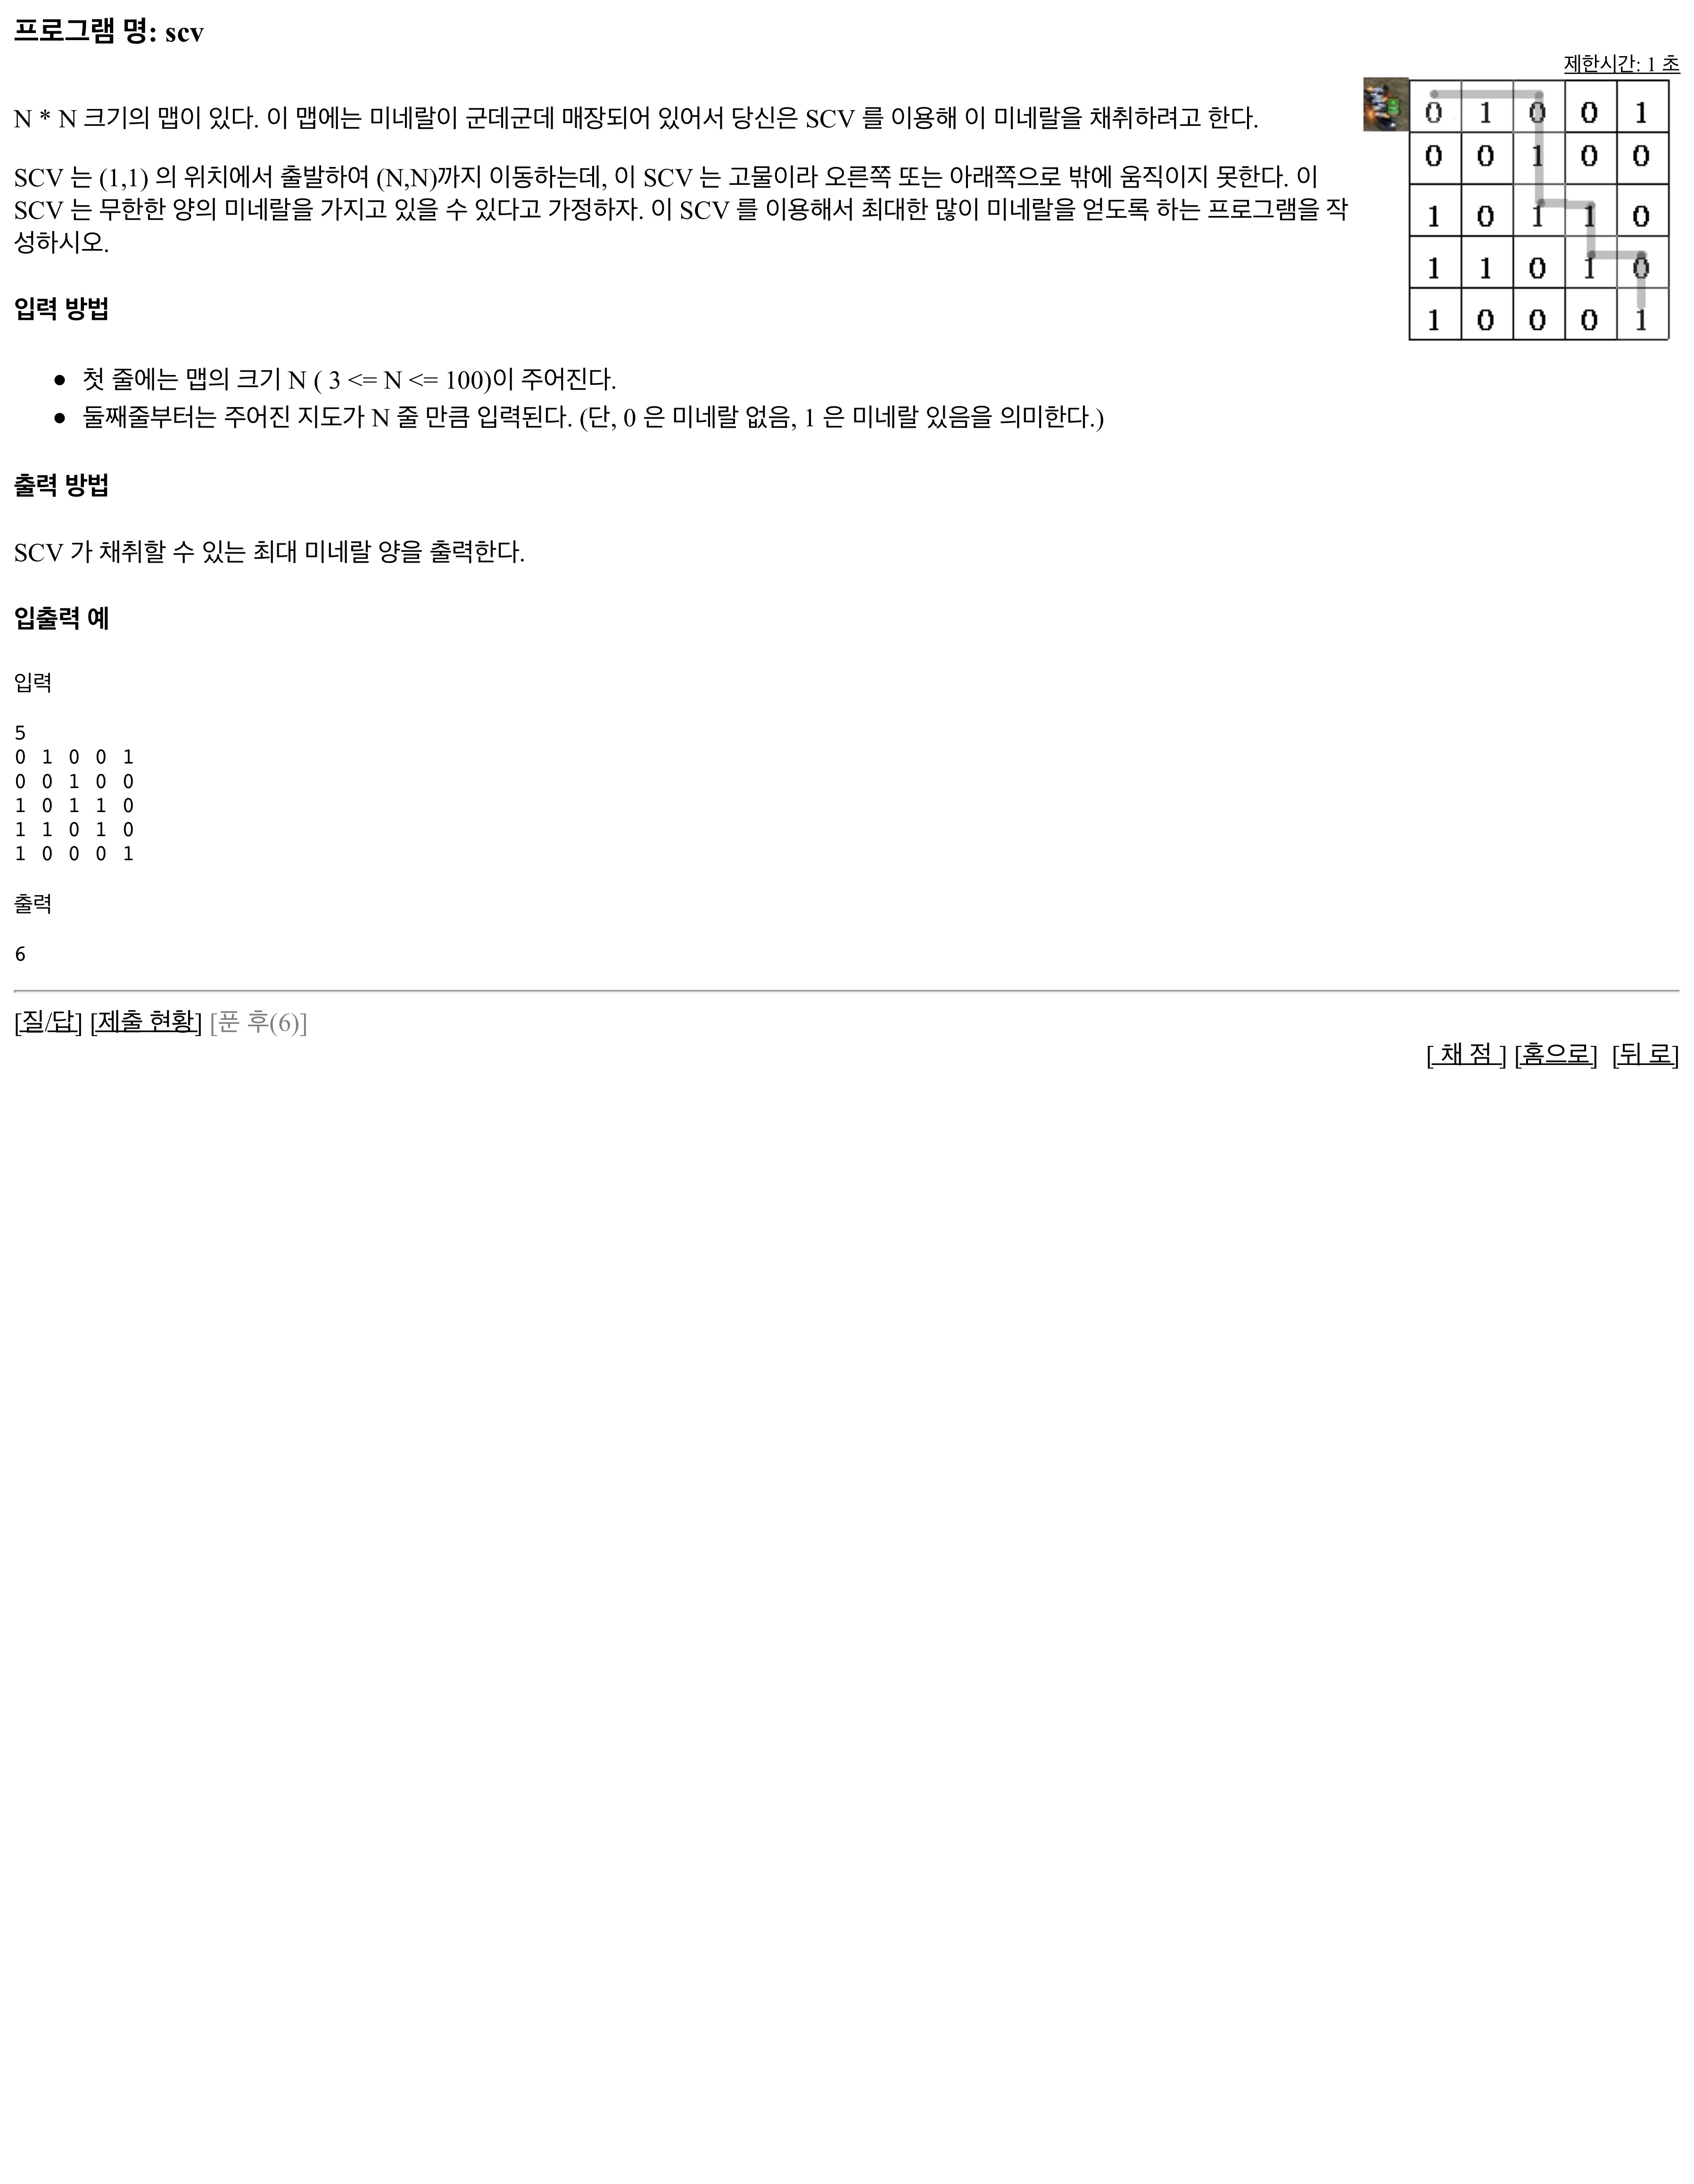 프로그램 명: scv
제한시간: 1 초
N * N 크기의 맵이 있다. 이 맵에는 미네랄이 군데군데 매장되어 있어서 당신은 SCV 를 이용해 이 미네랄을 채취하려고 한다.
SCV 는 (1,1) 의 위치에서 출발하여 (N,N)까지 이동하는데, 이 SCV 는 고물이라 오른쪽 또는 아래쪽으로 밖에 움직이지 못한다. 이
SCV 는 무한한 양의 미네랄을 가지고 있을 수 있다고 가정하자. 이 SCV 를 이용해서 최대한 많이 미네랄을 얻도록 하는 프로그램을 작
성하시오.
0 1 0 0 1
0 0 1 0 0
1 0 1 1 0
1 1 0 1 0
1 0 0 0 1
입력 방법
● 첫 줄에는 맵의 크기 N ( 3 <= N <= 100)이 주어진다.
● 둘째줄부터는 주어진 지도가 N 줄 만큼 입력된다. (단, 0 은 미네랄 없음, 1 은 미네랄 있음을 의미한다.)
출력 방법
SCV 가 채취할 수 있는 최대 미네랄 양을 출력한다.
입출력 예
입력
5
0 1 0 0 1
0 0 1 0 0
1 0 1 1 0
1 1 0 1 0
1 0 0 0 1
출력
6
[질/답] [제출 현황] [푼 후(6)]
[ 채 점 ] [홈으로] [뒤 로]